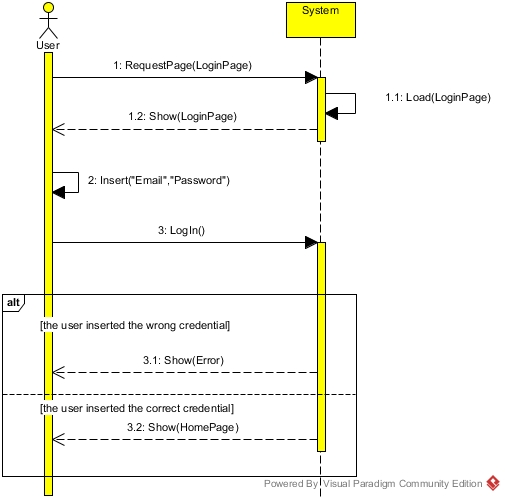 System
User
1: RequestPage(LoginPage)
1.1: Load(LoginPage)
1.2: Show(LoginPage)
2: Insert("Email","Password")
3: LogIn()
alt
[the user inserted the wrong credential]
3.1: Show(Error)
[the user inserted the correct credential]
3.2: Show(HomePage)
Powered By Visual Paradigm Community Edition